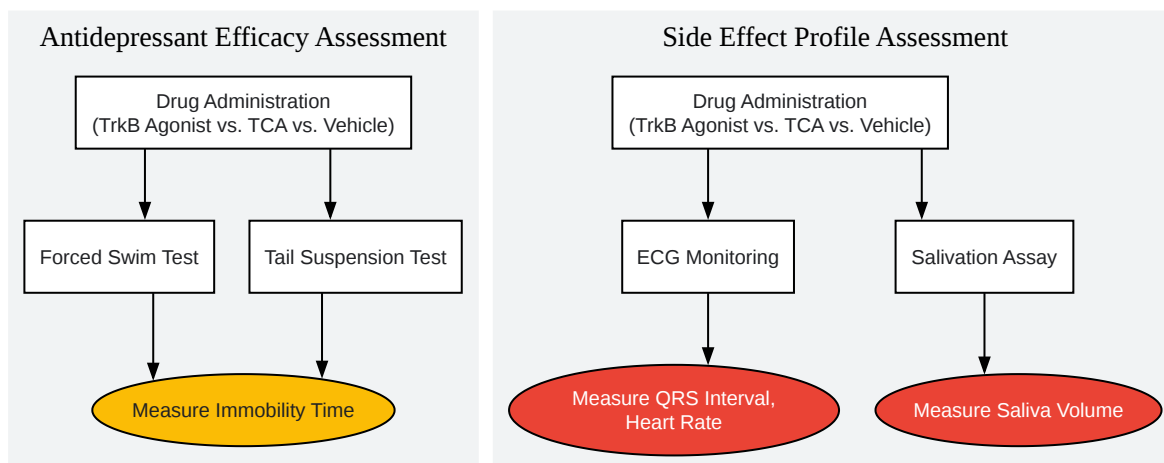 Antidepressant Efficacy Assessment
Drug Administration
(TrkB Agonist vs. TCA vs. Vehicle)
Forced Swim Test
Tail Suspension Test
Measure Immobility Time
Side Effect Profile Assessment
Drug Administration
(TrkB Agonist vs. TCA vs. Vehicle)
ECG Monitoring
Salivation Assay
Measure QRS Interval,
Heart Rate
Measure Saliva Volume